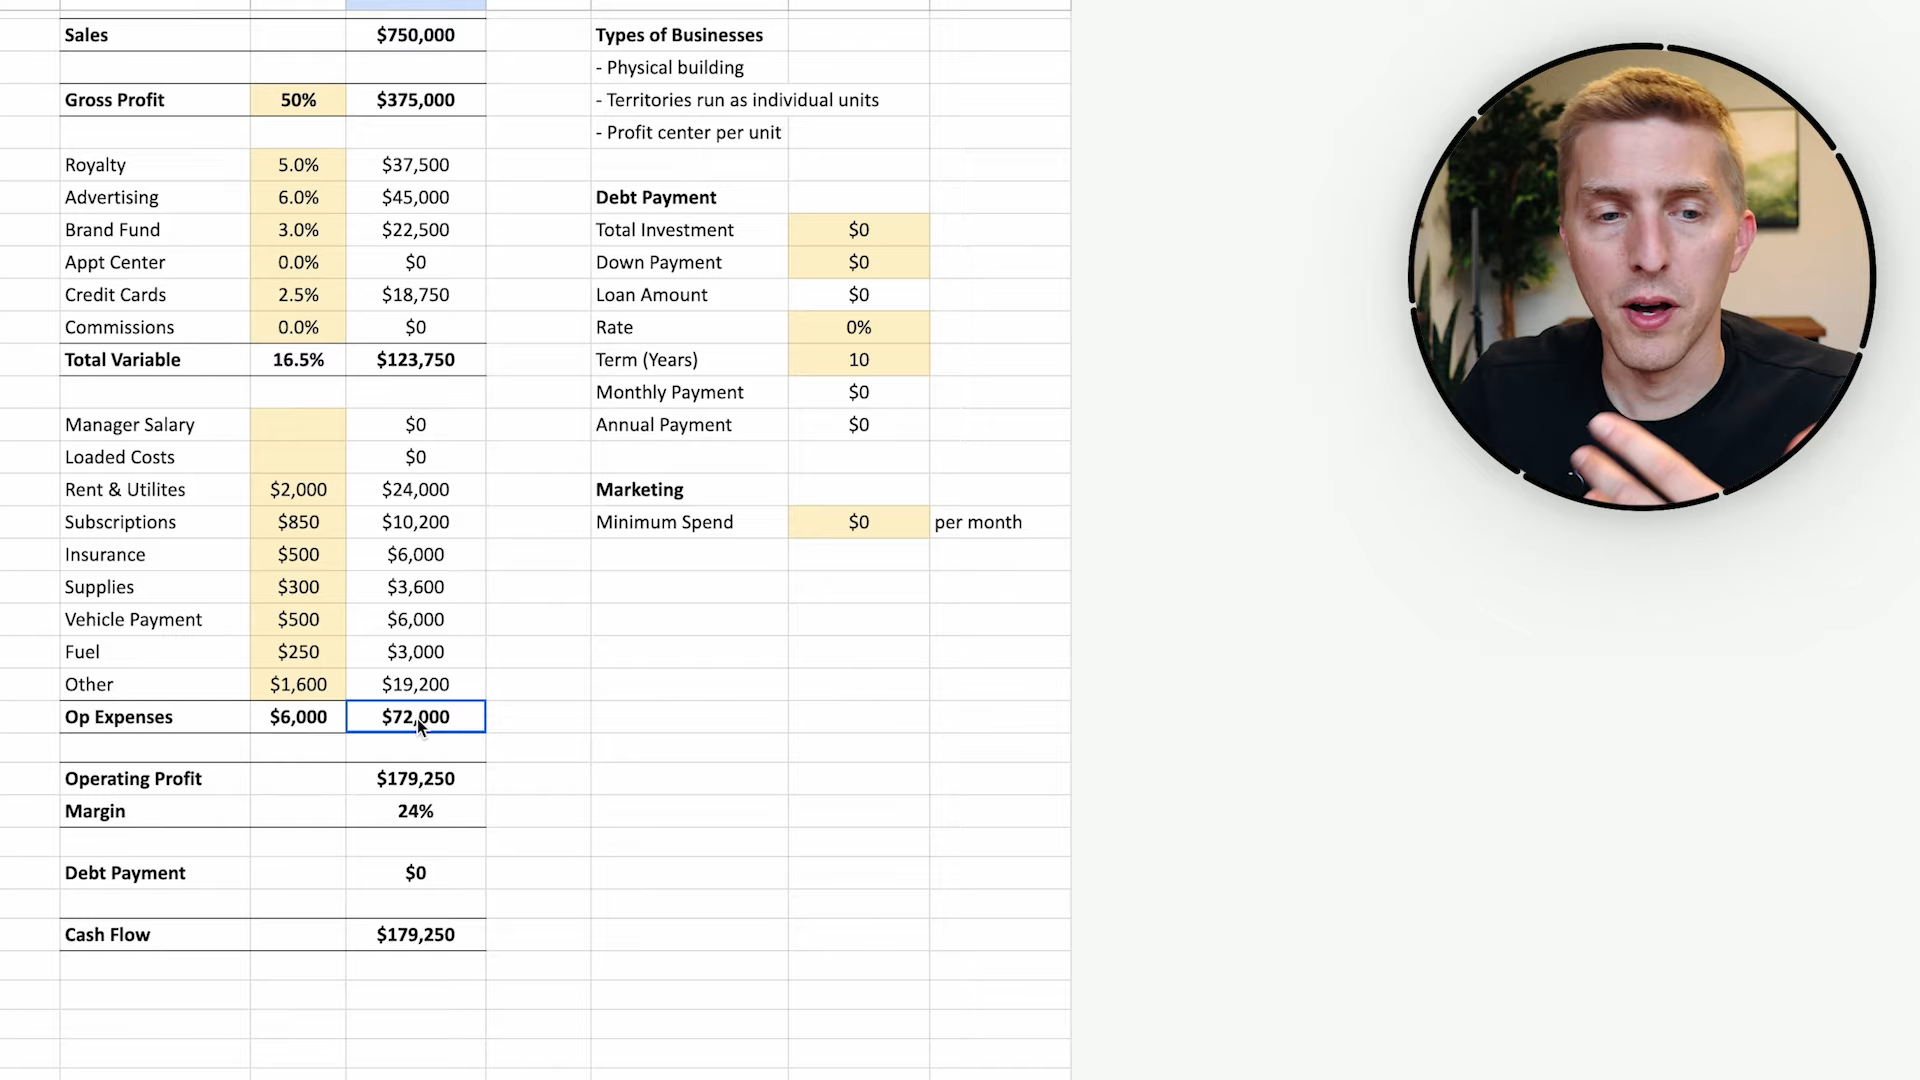 Sales $750,000
Gross Profit 50% $375,000
Royalty 5.0% $37,500
Advertising 6.0% $45,000
Brand Fund 3.0% $22,500
Appt Center 0.0% $0
Credit Cards 2.5% $18,750
Commissions 0.0% $0
Total Variable 16.5% $123,750
Manager Salary $0
Loaded Costs $0
Rent & Utilites $2,000 $24,000
Subscriptions $850 $10,200
Insurance $500 $6,000
Supplies $300 $3,600
Vehicle Payment $500 $6,000
Fuel $250 $3,000
Other $1,600 $19,200
Op Expenses $6,000 $72,000
Operating Profit $179,250
Margin 24%
Debt Payment $0
Cash Flow $179,250
Types of Businesses
- Physical building
- Territories run as individual units
- Profit center per unit
Debt Payment
Total Investment $0
Down Payment $0
Loan Amount $0
Rate 0%
Term (Years) 10
Monthly Payment $0
Annual Payment $0
Marketing
Minimum Spend $0 per month